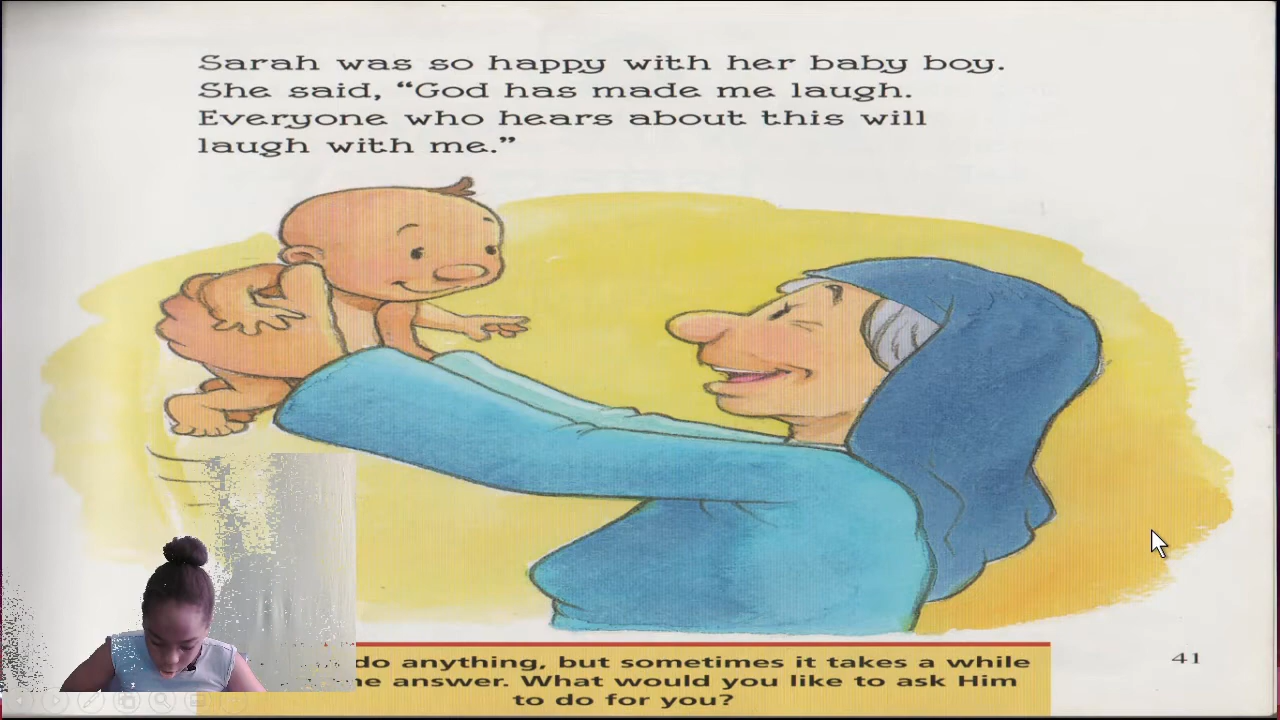 Sarah was so happy with her baby boy.
She said, “God has made me laugh.
Everyone who hears about this will
laugh with me.”
do anything, but sometimes it takes a while
answer. What would you like to ask Him
to do for you?
41